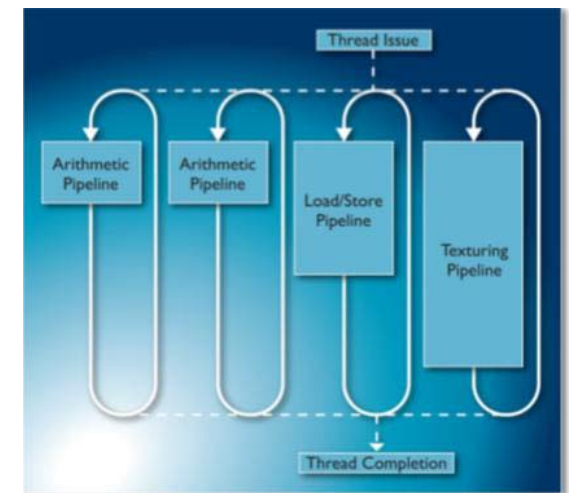 Thread Issue
Arithmetic
Pipeline
Arithmetic
Pipeline
Load/Store
Pipeline
Texturing
Pipeline
Thread Completion